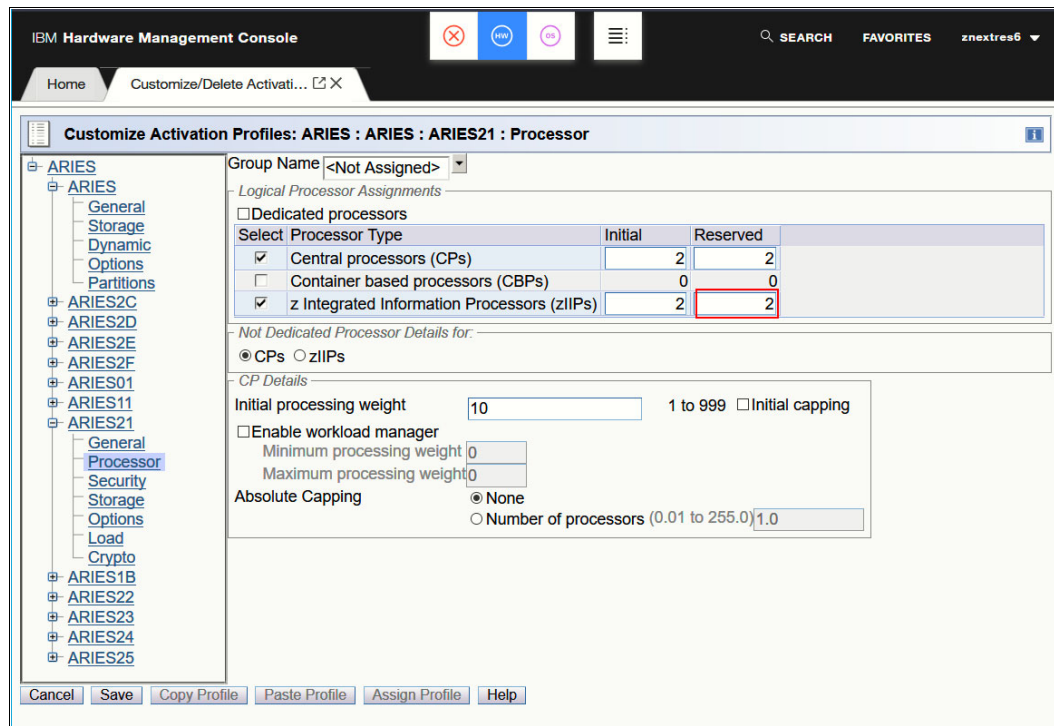 IBM Hardware Management Console
HW
os
SEARCH
FAVORITES
znextres6
Home
Customize/Delete Activati...
Customize Activation Profiles: ARIES : ARIES : ARIES21 : Processor
i
ARIES
ARIES
General
Storage
Dynamic
Options
Partitions
ARIES2C
ARIES2D
ARIES2E
ARIES2F
ARIES01
ARIES11
ARIES21
General
Processor
Security
Storage
Options
Load
Crypto
ARIES1B
ARIES22
ARIES23
ARIES24
ARIES25
Group Name <Not Assigned>
Logical Processor Assignments
Dedicated processors
Select Processor Type Initial Reserved
Central processors (CPs) 2 2
Container based processors (CBPs) 0 0
z Integrated Information Processors (zIIPs) 2 2
Not Dedicated Processor Details for:
CPs zIIPs
CP Details
Initial processing weight 10 1 to 999 Initial capping
Enable workload manager
Minimum processing weight 0
Maximum processing weight 0
Absolute Capping None
Number of processors (0.01 to 255.0) 1.0
Cancel Save Copy Profile Paste Profile Assign Profile Help